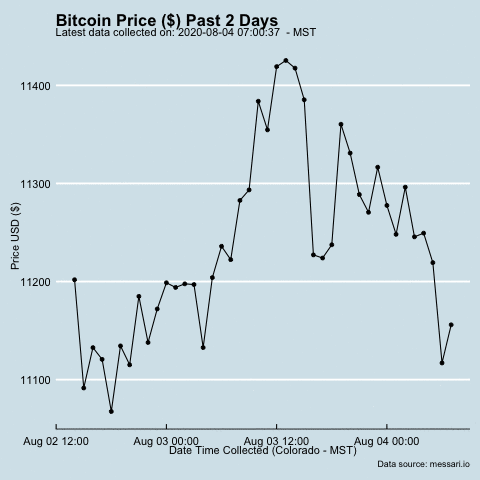 Bitcoin Price ($) Past 2 Days
Latest data collected on: 2020-08-04 07:00:37  - MST
11400
11300
Price USD ($)
11200
11100
Aug 02 12:00 Aug 03 00:00 Aug 03 12:00 Aug 04 00:00
Date Time Collected (Colorado - MST)
Data source: messari.io